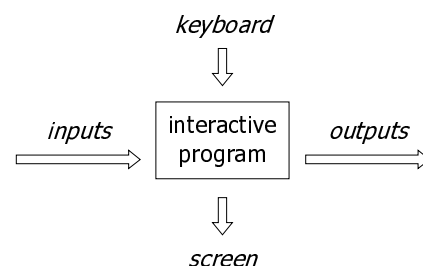 keyboard
inputs
interactive
program
outputs
screen